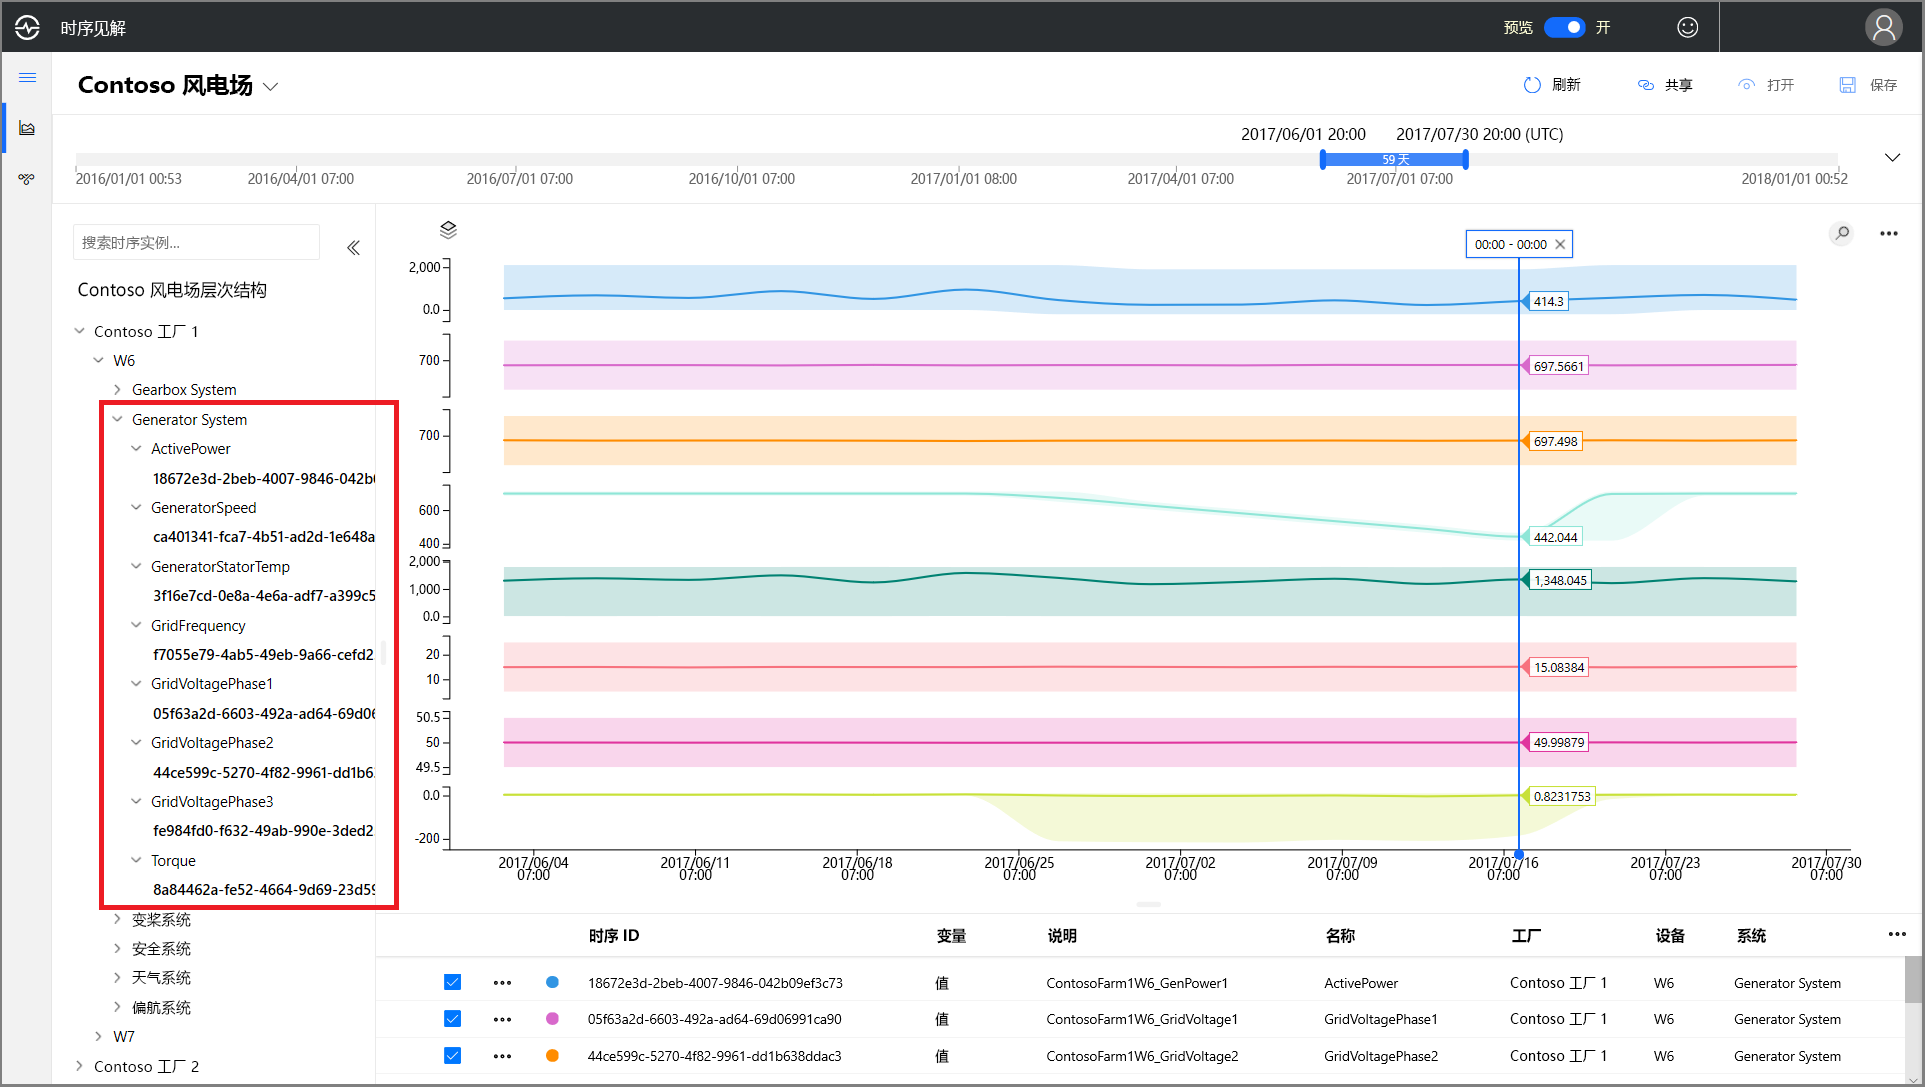 时序见解
预览 开
Contoso 风电场
刷新 共享 打开 保存
2017/06/01 20:00 2017/07/30 20:00 (UTC)
59 天
2016/01/01 00:53 2016/04/01 07:00 2016/07/01 07:00 2016/10/01 07:00 2017/01/01 08:00 2017/04/01 07:00 2017/07/01 07:00 2018/01/01 00:52
搜索时序实例...
Contoso 风电场层次结构
Contoso 工厂 1
W6
Gearbox System
Generator System
ActivePower
18672e3d-2beb-4007-9846-042b
GeneratorSpeed
ca401341-fca7-4b51-ad2d-1e648a
GeneratorStatorTemp
3f16e7cd-0e8a-4e6a-adf7-a399c5
GridFrequency
f7055e79-4ab5-49eb-9a66-cefd2
GridVoltagePhase1
05f63a2d-6603-492a-ad64-69d06
GridVoltagePhase2
44ce599c-5270-4f82-9961-dd1b6
GridVoltagePhase3
fe984fd0-f632-49ab-990e-3ded2
Torque
8a84462a-fe52-4664-9d69-23d59
变桨系统
安全系统
天气系统
偏航系统
W7
Contoso 工厂 2
00:00 - 00:00
2,000
0.0
414.3
700
697.5661
700
697.498
600
400
442.044
2,000
1,000
0.0
1,348.045
20
10
15.08384
50.5
50
49.5
49.99879
0.0
-200
0.8231753
2017/06/04 2017/06/11 2017/06/18 2017/06/25 2017/07/02 2017/07/09 2017/07/16 2017/07/23 2017/07/30
07:00 07:00 07:00 07:00 07:00 07:00 07:00 07:00 07:00
时序 ID 变量 说明 名称 工厂 设备 系统
18672e3d-2beb-4007-9846-042b09ef3c73 值 ContosoFarm1W6_GenPower1 ActivePower Contoso 工厂 1 W6 Generator System
05f63a2d-6603-492a-ad64-69d06991ca90 值 ContosoFarm1W6_GridVoltage1 GridVoltagePhase1 Contoso 工厂 1 W6 Generator System
44ce599c-5270-4f82-9961-dd1b638ddac3 值 ContosoFarm1W6_GridVoltage2 GridVoltagePhase2 Contoso 工厂 1 W6 Generator System